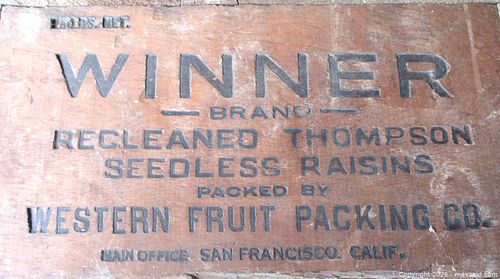 WINNER
— BRAND —
RECLEANED THOMPSON
SEEDLESS RAISINS
PACKED BY
WESTERN FRUIT PACKING CO.
MAIN OFFICE, SAN FRANCISCO, CALIF.